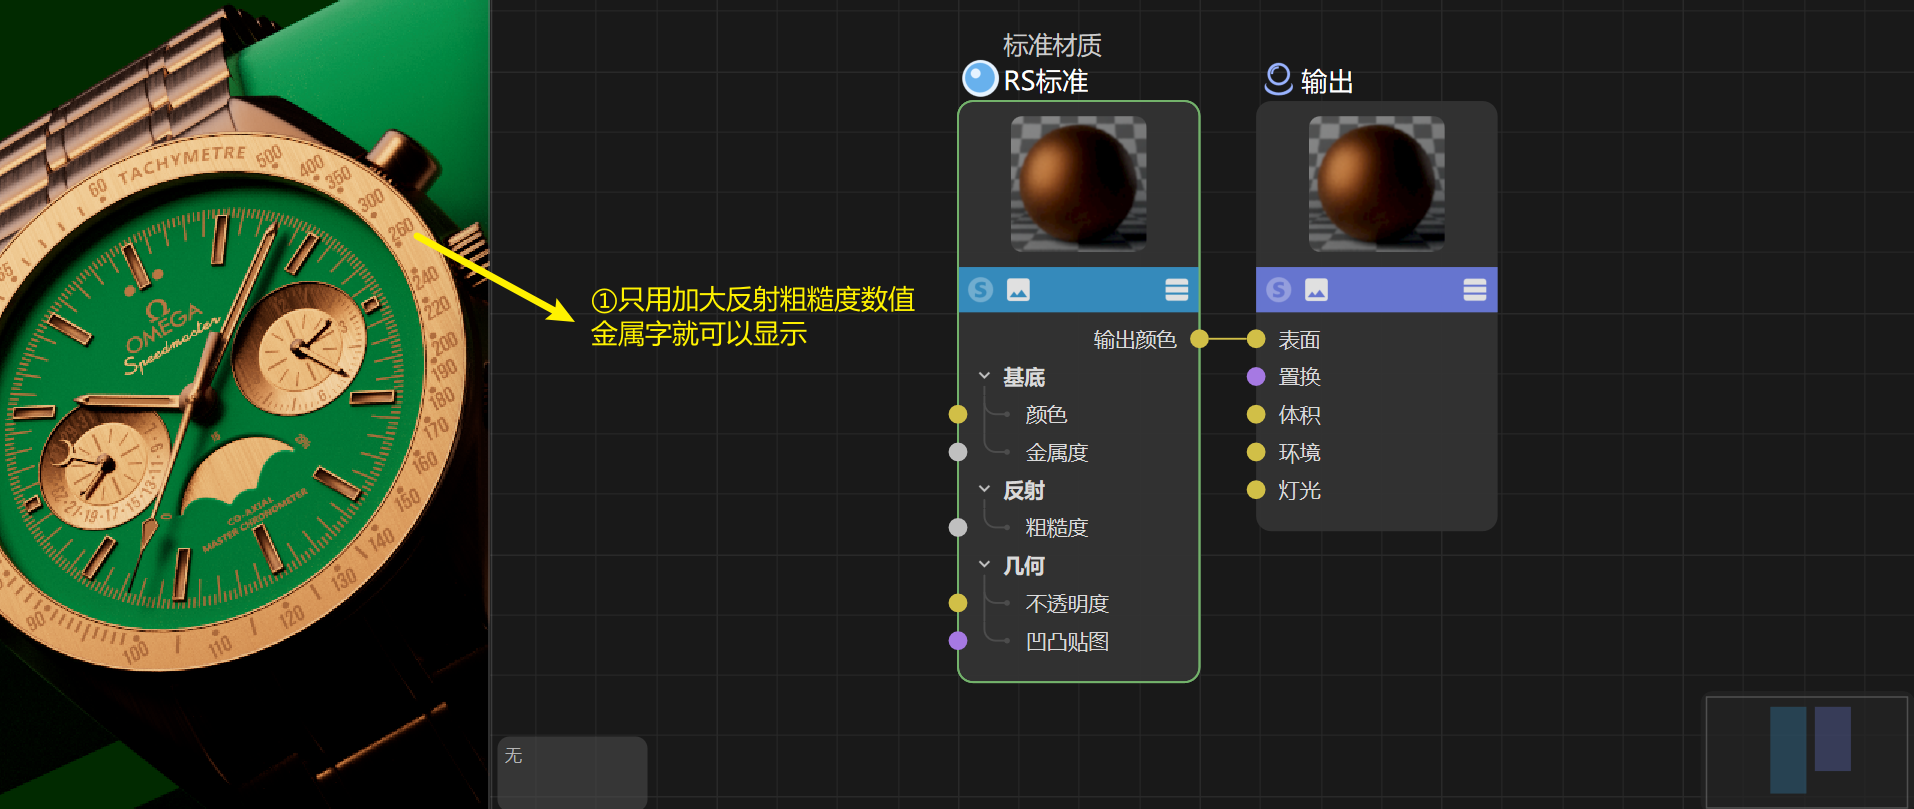 TACHYMETRE
500
400
350
300
260
240
220
200
190
180
170
160
150
140
130
120
110
100
90
60
55
Ω
OMEGA
Speedmaster
3
6
CO-AXIAL
MASTER CHRONOMETER
①只用加大反射粗糙度数值
金属字就可以显示
标准材质
RS标准
S
输出颜色
基底
颜色
金属度
反射
粗糙度
几何
不透明度
凹凸贴图
输出
S
表面
置换
体积
环境
灯光
无